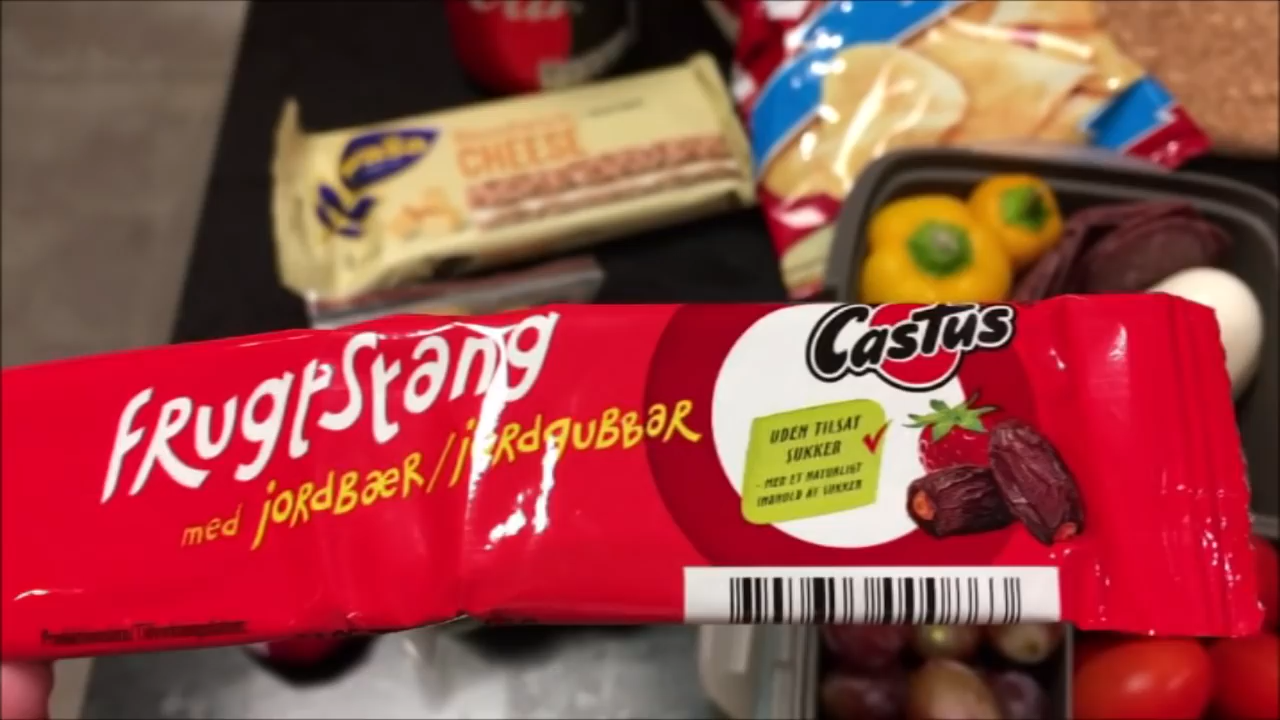 CHEESE
Castus
FRugtStang
med joRdBæR/joRdguBBaR
UDEN TILSAT
SUKKER
- MED ET NATURLIGT
INDHOLD AF SUKKER